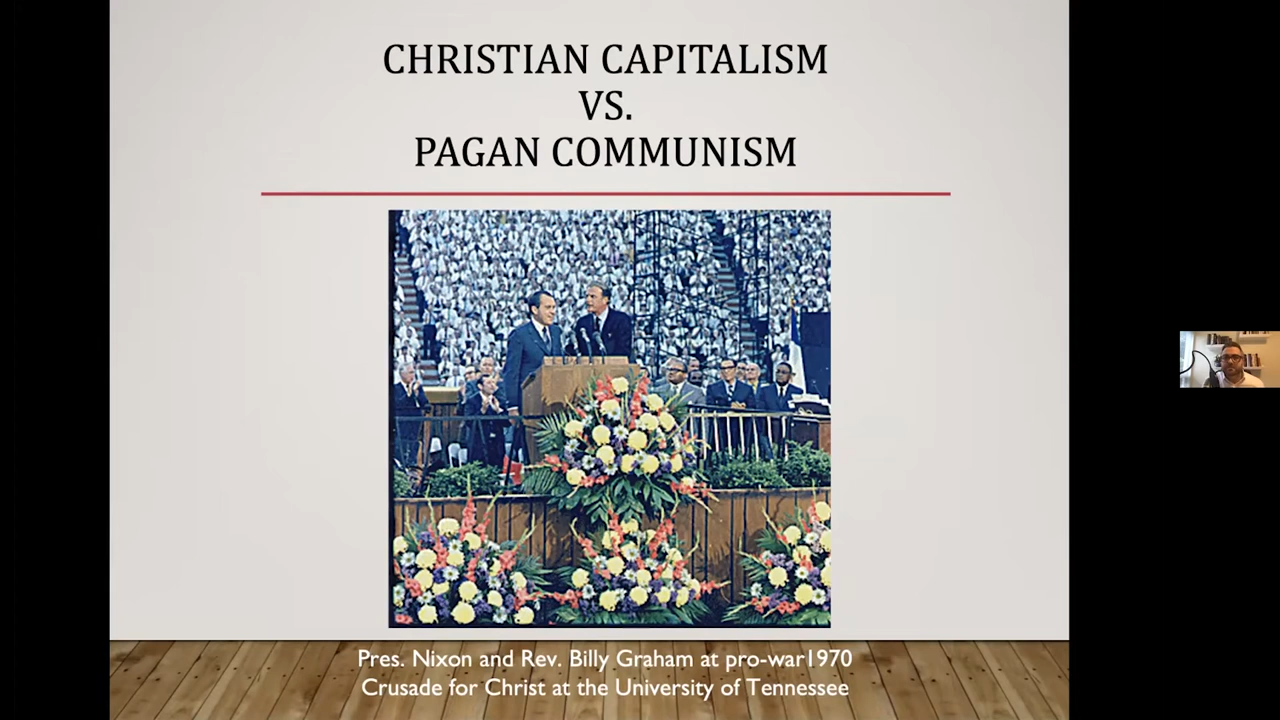 CHRISTIAN CAPITALISM
VS.
PAGAN COMMUNISM
Pres. Nixon and Rev. Billy Graham at pro-war1970
Crusade for Christ at the University of Tennessee